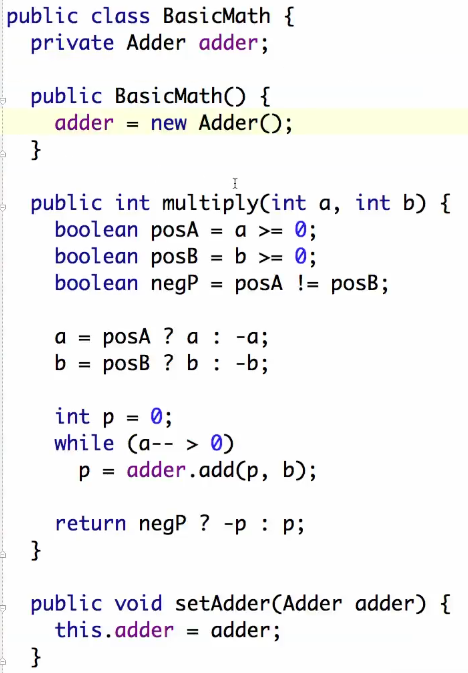 public class BasicMath {
  private Adder adder;

  public BasicMath() {
    adder = new Adder();
  }

  public int multiply(int a, int b) {
    boolean posA = a >= 0;
    boolean posB = b >= 0;
    boolean negP = posA != posB;

    a = posA ? a : -a;
    b = posB ? b : -b;

    int p = 0;
    while (a-- > 0)
      p = adder.add(p, b);

    return negP ? -p : p;
  }

  public void setAdder(Adder adder) {
    this.adder = adder;
  }